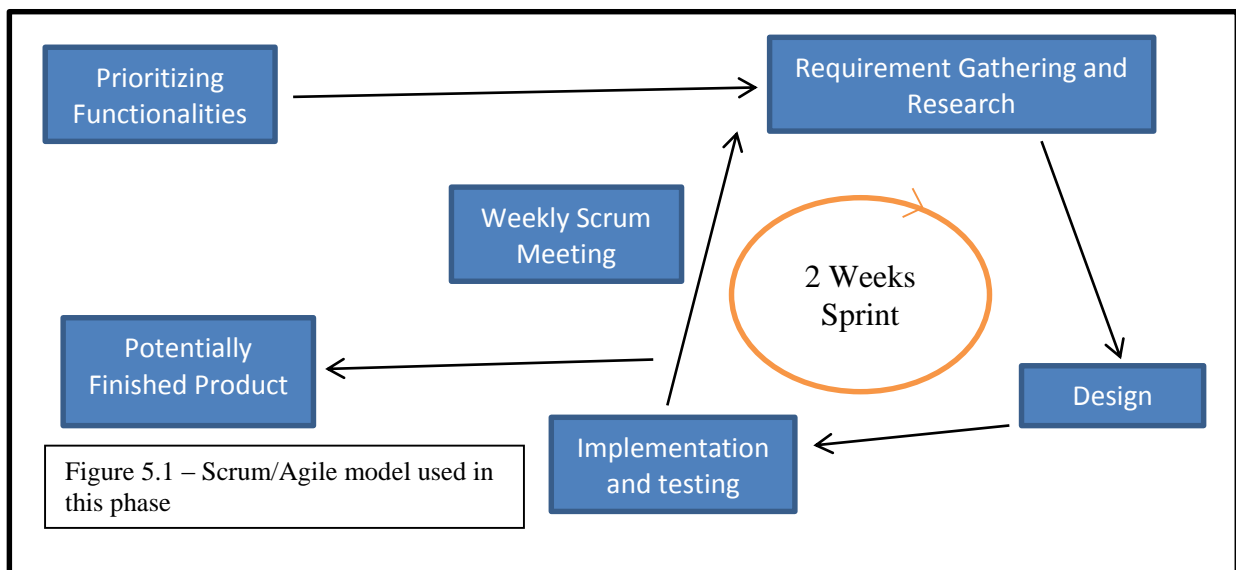 Prioritizing
Functionalities
Requirement Gathering and
Research
Weekly Scrum
Meeting
2 Weeks
Sprint
Potentially
Finished Product
Design
Implementation
and testing
Figure 5.1 – Scrum/Agile model used in
this phase